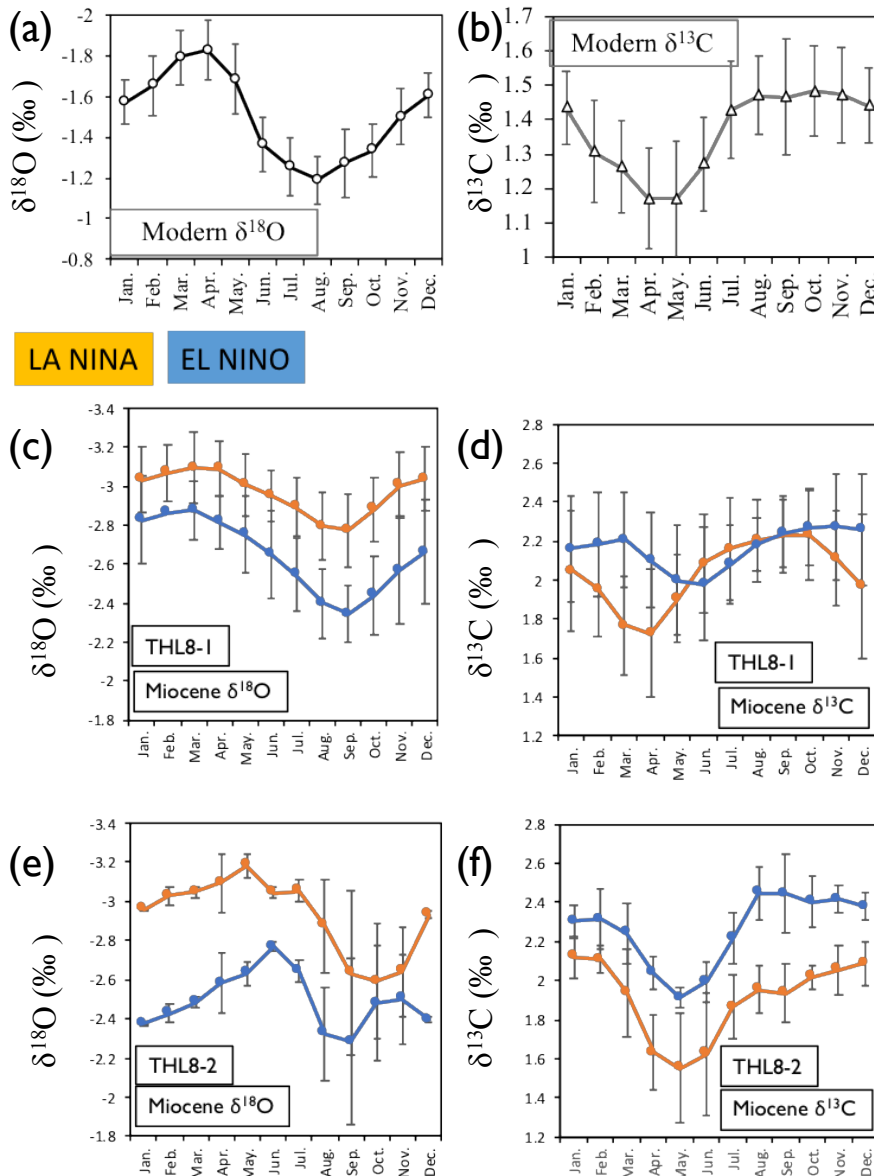 (a)
δ18O (‰)
-2
-1.8
-1.6
-1.4
-1.2
-1
-0.8
Modern δ18O
Jan. Feb. Mar. Apr. May. Jun. Jul. Aug. Sep. Oct. Nov. Dec.
(b)
δ13C (‰)
1.7
1.6
1.5
1.4
1.3
1.2
1.1
1
Modern δ13C
Jan. Feb. Mar. Apr. May. Jun. Jul. Aug. Sep. Oct. Nov. Dec.
LA NINA
EL NINO
(c)
δ18O (‰)
-3.4
-3.2
-3
-2.8
-2.6
-2.4
-2.2
-2
-1.8
THL8-1
Miocene δ18O
Jan. Feb. Mar. Apr. May. Jun. Jul. Aug. Sep. Oct. Nov. Dec.
(d)
δ13C (‰)
2.8
2.6
2.4
2.2
2
1.8
1.6
1.4
1.2
THL8-1
Miocene δ13C
Jan. Feb. Mar. Apr. May. Jun. Jul. Aug. Sep. Oct. Nov. Dec.
(e)
δ18O (‰)
-3.4
-3.2
-3
-2.8
-2.6
-2.4
-2.2
-2
-1.8
THL8-2
Miocene δ18O
Jan. Feb. Mar. Apr. May. Jun. Jul. Aug. Sep. Oct. Nov. Dec.
(f)
δ13C (‰)
2.8
2.4
2
1.6
1.2
THL8-2
Miocene δ13C
Jan. Feb. Mar. Apr. May. Jun. Jul. Aug. Sep. Oct. Nov. Dec.